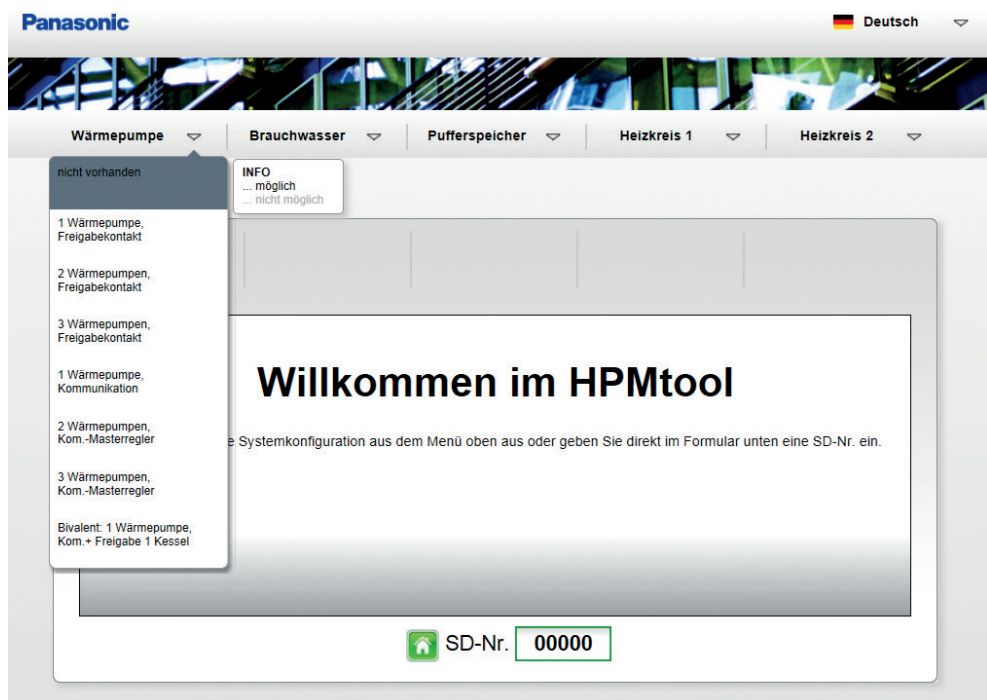 Panasonic
Deutsch
Wärmepumpe
Brauchwasser
Pufferspeicher
Heizkreis 1
Heizkreis 2
nicht vorhanden
INFO
... möglich
... nicht möglich
1 Wärmepumpe,
Freigabekontakt
2 Wärmepumpen,
Freigabekontakt
3 Wärmepumpen,
Freigabekontakt
1 Wärmepumpe,
Kommunikation
2 Wärmepumpen,
Kom.-Masterregler
3 Wärmepumpen,
Kom.-Masterregler
Bivalent: 1 Wärmepumpe,
Kom.+ Freigabe 1 Kessel
Willkommen im HPMtool
Systemkonfiguration aus dem Menü oben aus oder geben Sie direkt im Formular unten eine SD-Nr. ein.
SD-Nr. 00000